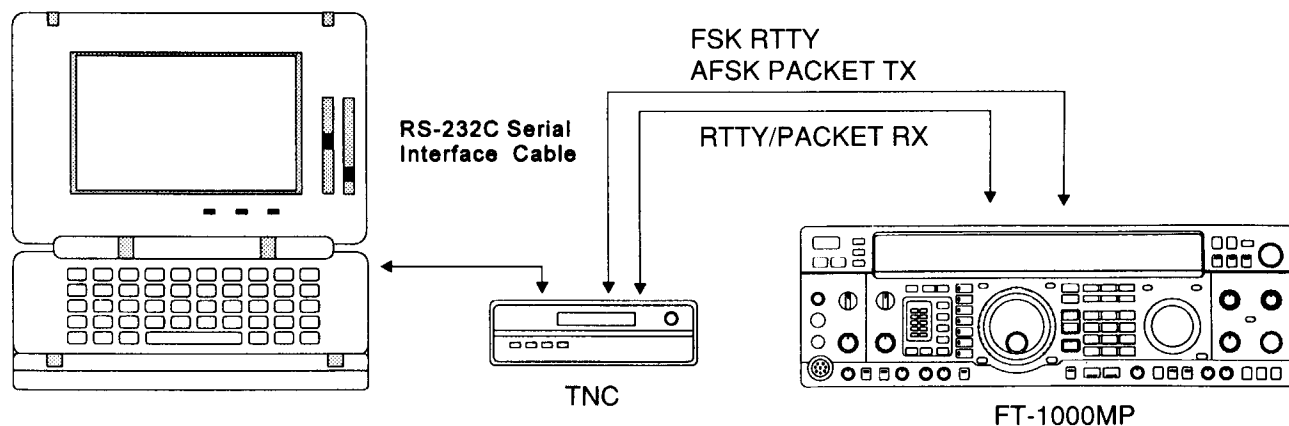 FSK RTTY
AFSK PACKET TX
RS-232C Serial
Interface Cable
RTTY/PACKET RX
TNC
FT-1000MP